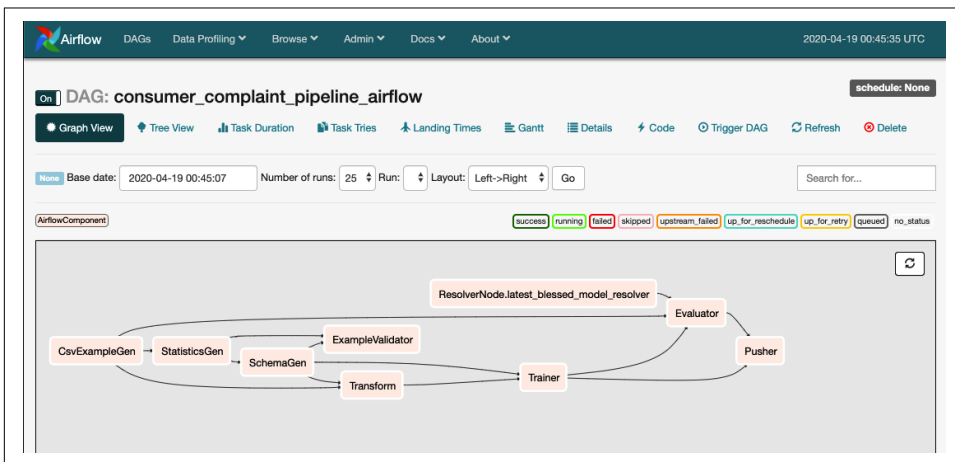 Airflow DAGs Data Profiling Browse Admin Docs About 2020-04-19 00:45:35 UTC
schedule: None
On DAG: consumer_complaint_pipeline_airflow
Graph View Tree View Task Duration Task Tries Landing Times Gantt Details Code Trigger DAG Refresh Delete
None Base date: 2020-04-19 00:45:07 Number of runs: 25 Run: Layout: Left->Right Go Search for...
AirflowComponent success running failed skipped upstream_failed up_for_reschedule up_for_retry queued no_status
ResolverNode.latest_blessed_model_resolver
Evaluator
ExampleValidator
CsvExampleGen StatisticsGen Pusher
SchemaGen
Trainer
Transform